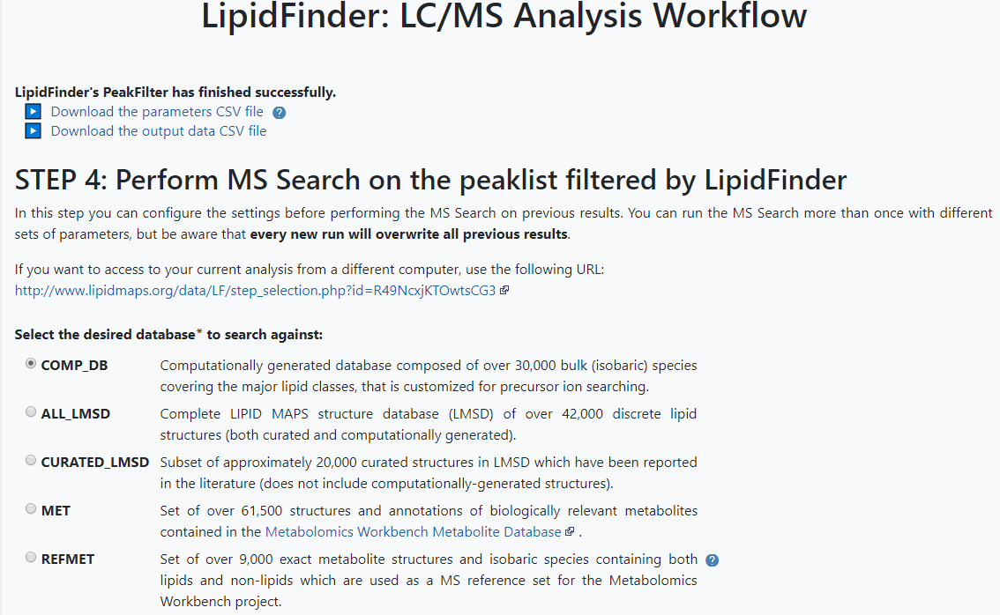 LipidFinder: LC/MS Analysis Workflow
LipidFinder's PeakFilter has finished successfully.
Download the parameters CSV file ?
Download the output data CSV file
STEP 4: Perform MS Search on the peaklist filtered by LipidFinder
In this step you can configure the settings before performing the MS Search on previous results. You can run the MS Search more than once with different
sets of parameters, but be aware that every new run will overwrite all previous results.
If you want to access to your current analysis from a different computer, use the following URL:
http://www.lipidmaps.org/data/LF/step_selection.php?id=R49NcxjKTOwtsCG3
Select the desired database* to search against:
COMP_DB Computationally generated database composed of over 30,000 bulk (isobaric) species
covering the major lipid classes, that is customized for precursor ion searching.
ALL_LMSD Complete LIPID MAPS structure database (LMSD) of over 42,000 discrete lipid
structures (both curated and computationally generated).
CURATED_LMSD Subset of approximately 20,000 curated structures in LMSD which have been reported
in the literature (does not include computationally-generated structures).
MET Set of over 61,500 structures and annotations of biologically relevant metabolites
contained in the Metabolomics Workbench Metabolite Database .
REFMET Set of over 9,000 exact metabolite structures and isobaric species containing both ?
lipids and non-lipids which are used as a MS reference set for the Metabolomics
Workbench project.